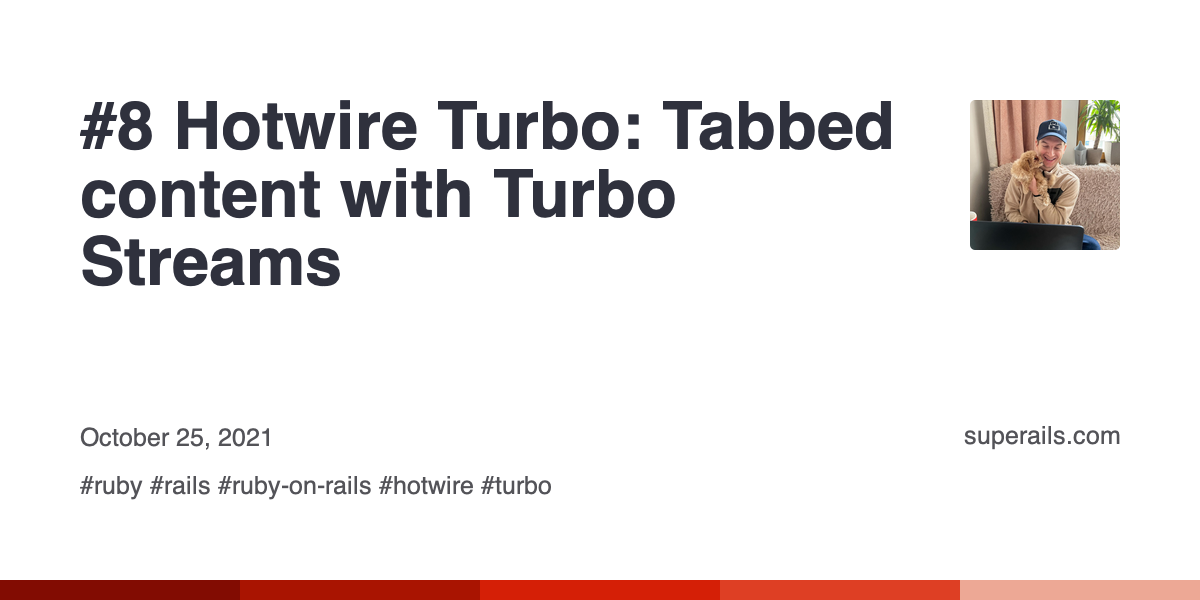 #8 Hotwire Turbo: Tabbed
content with Turbo
Streams
October 25, 2021
superails.com
#ruby #rails #ruby-on-rails #hotwire #turbo